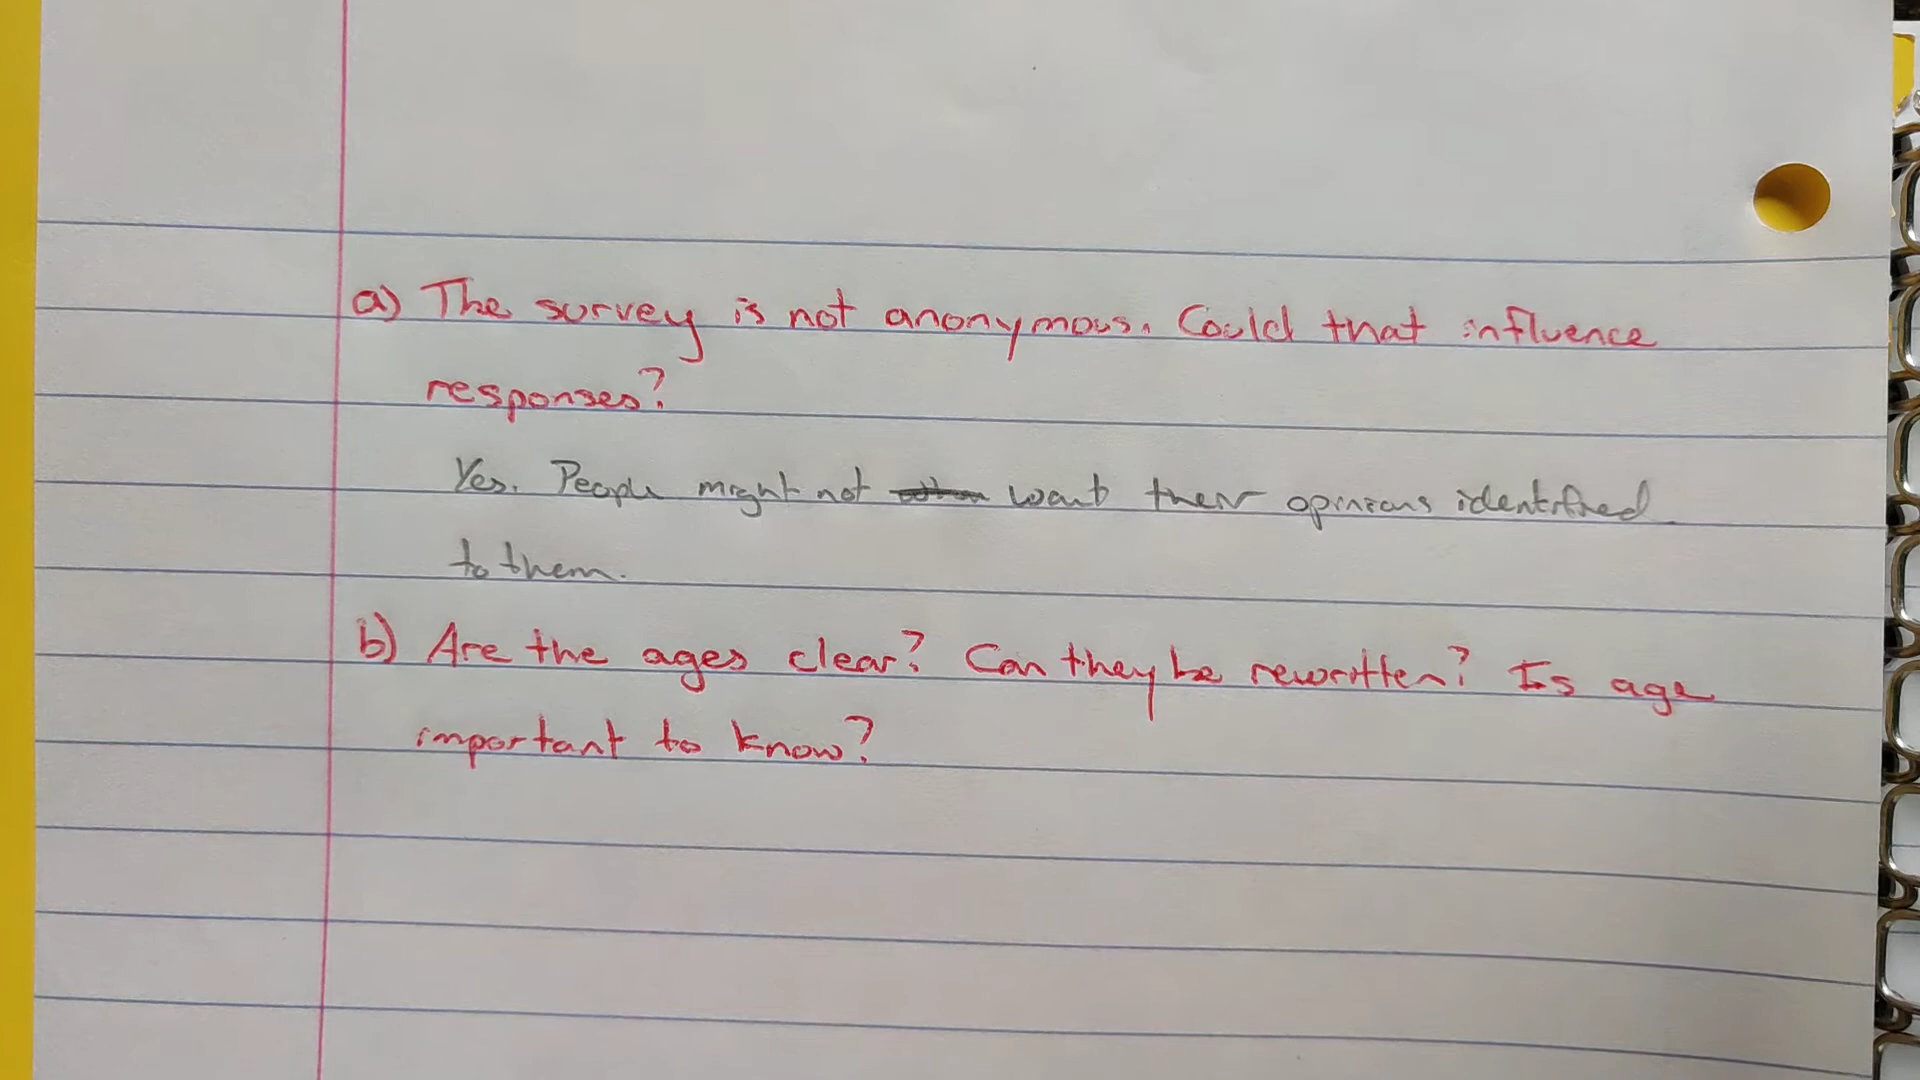 a) The survey is not anonymous. Could that influence
responses?
Yes. People might not want their opinions identified
to them.
b) Are the ages clear? Can they be rewritten? Is age
important to know?